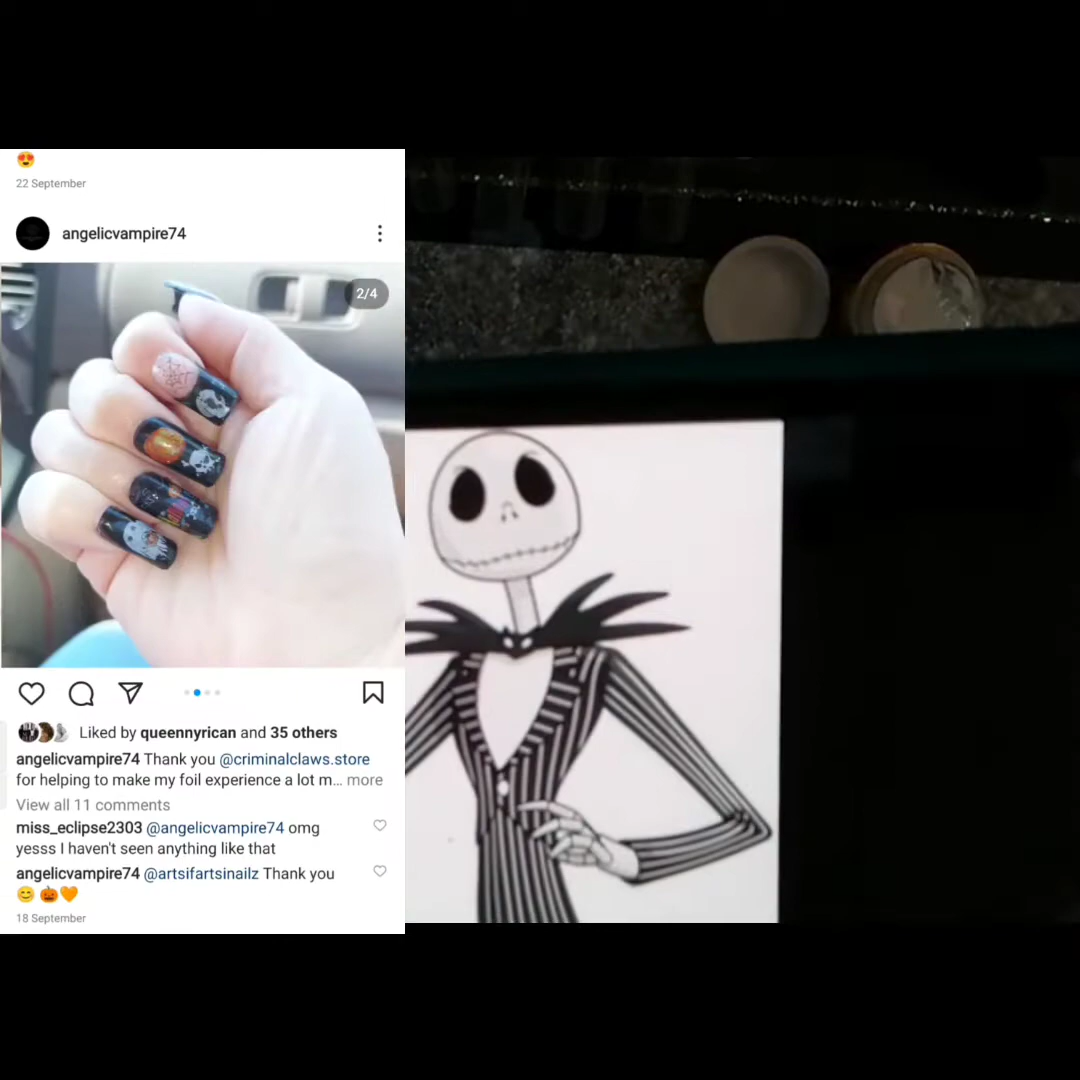 😍
22 September
angelicvampire74
2/4
Liked by queennyrican and 35 others
angelicvampire74 Thank you @criminalclaws.store
for helping to make my foil experience a lot m... more
View all 11 comments
miss_eclipse2303 @angelicvampire74 omg
yesss I haven't seen anything like that
angelicvampire74 @artsifartsinailz Thank you
😊 🎃🧡
18 September